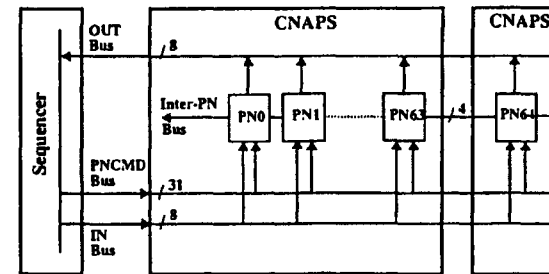 CNAPS
CNAPS
OUT
Bus
8
Inter-PN
Bus
PN0
PN1
PN63
4
PN64
Sequencer
PNCMD
Bus
31
IN
Bus
8